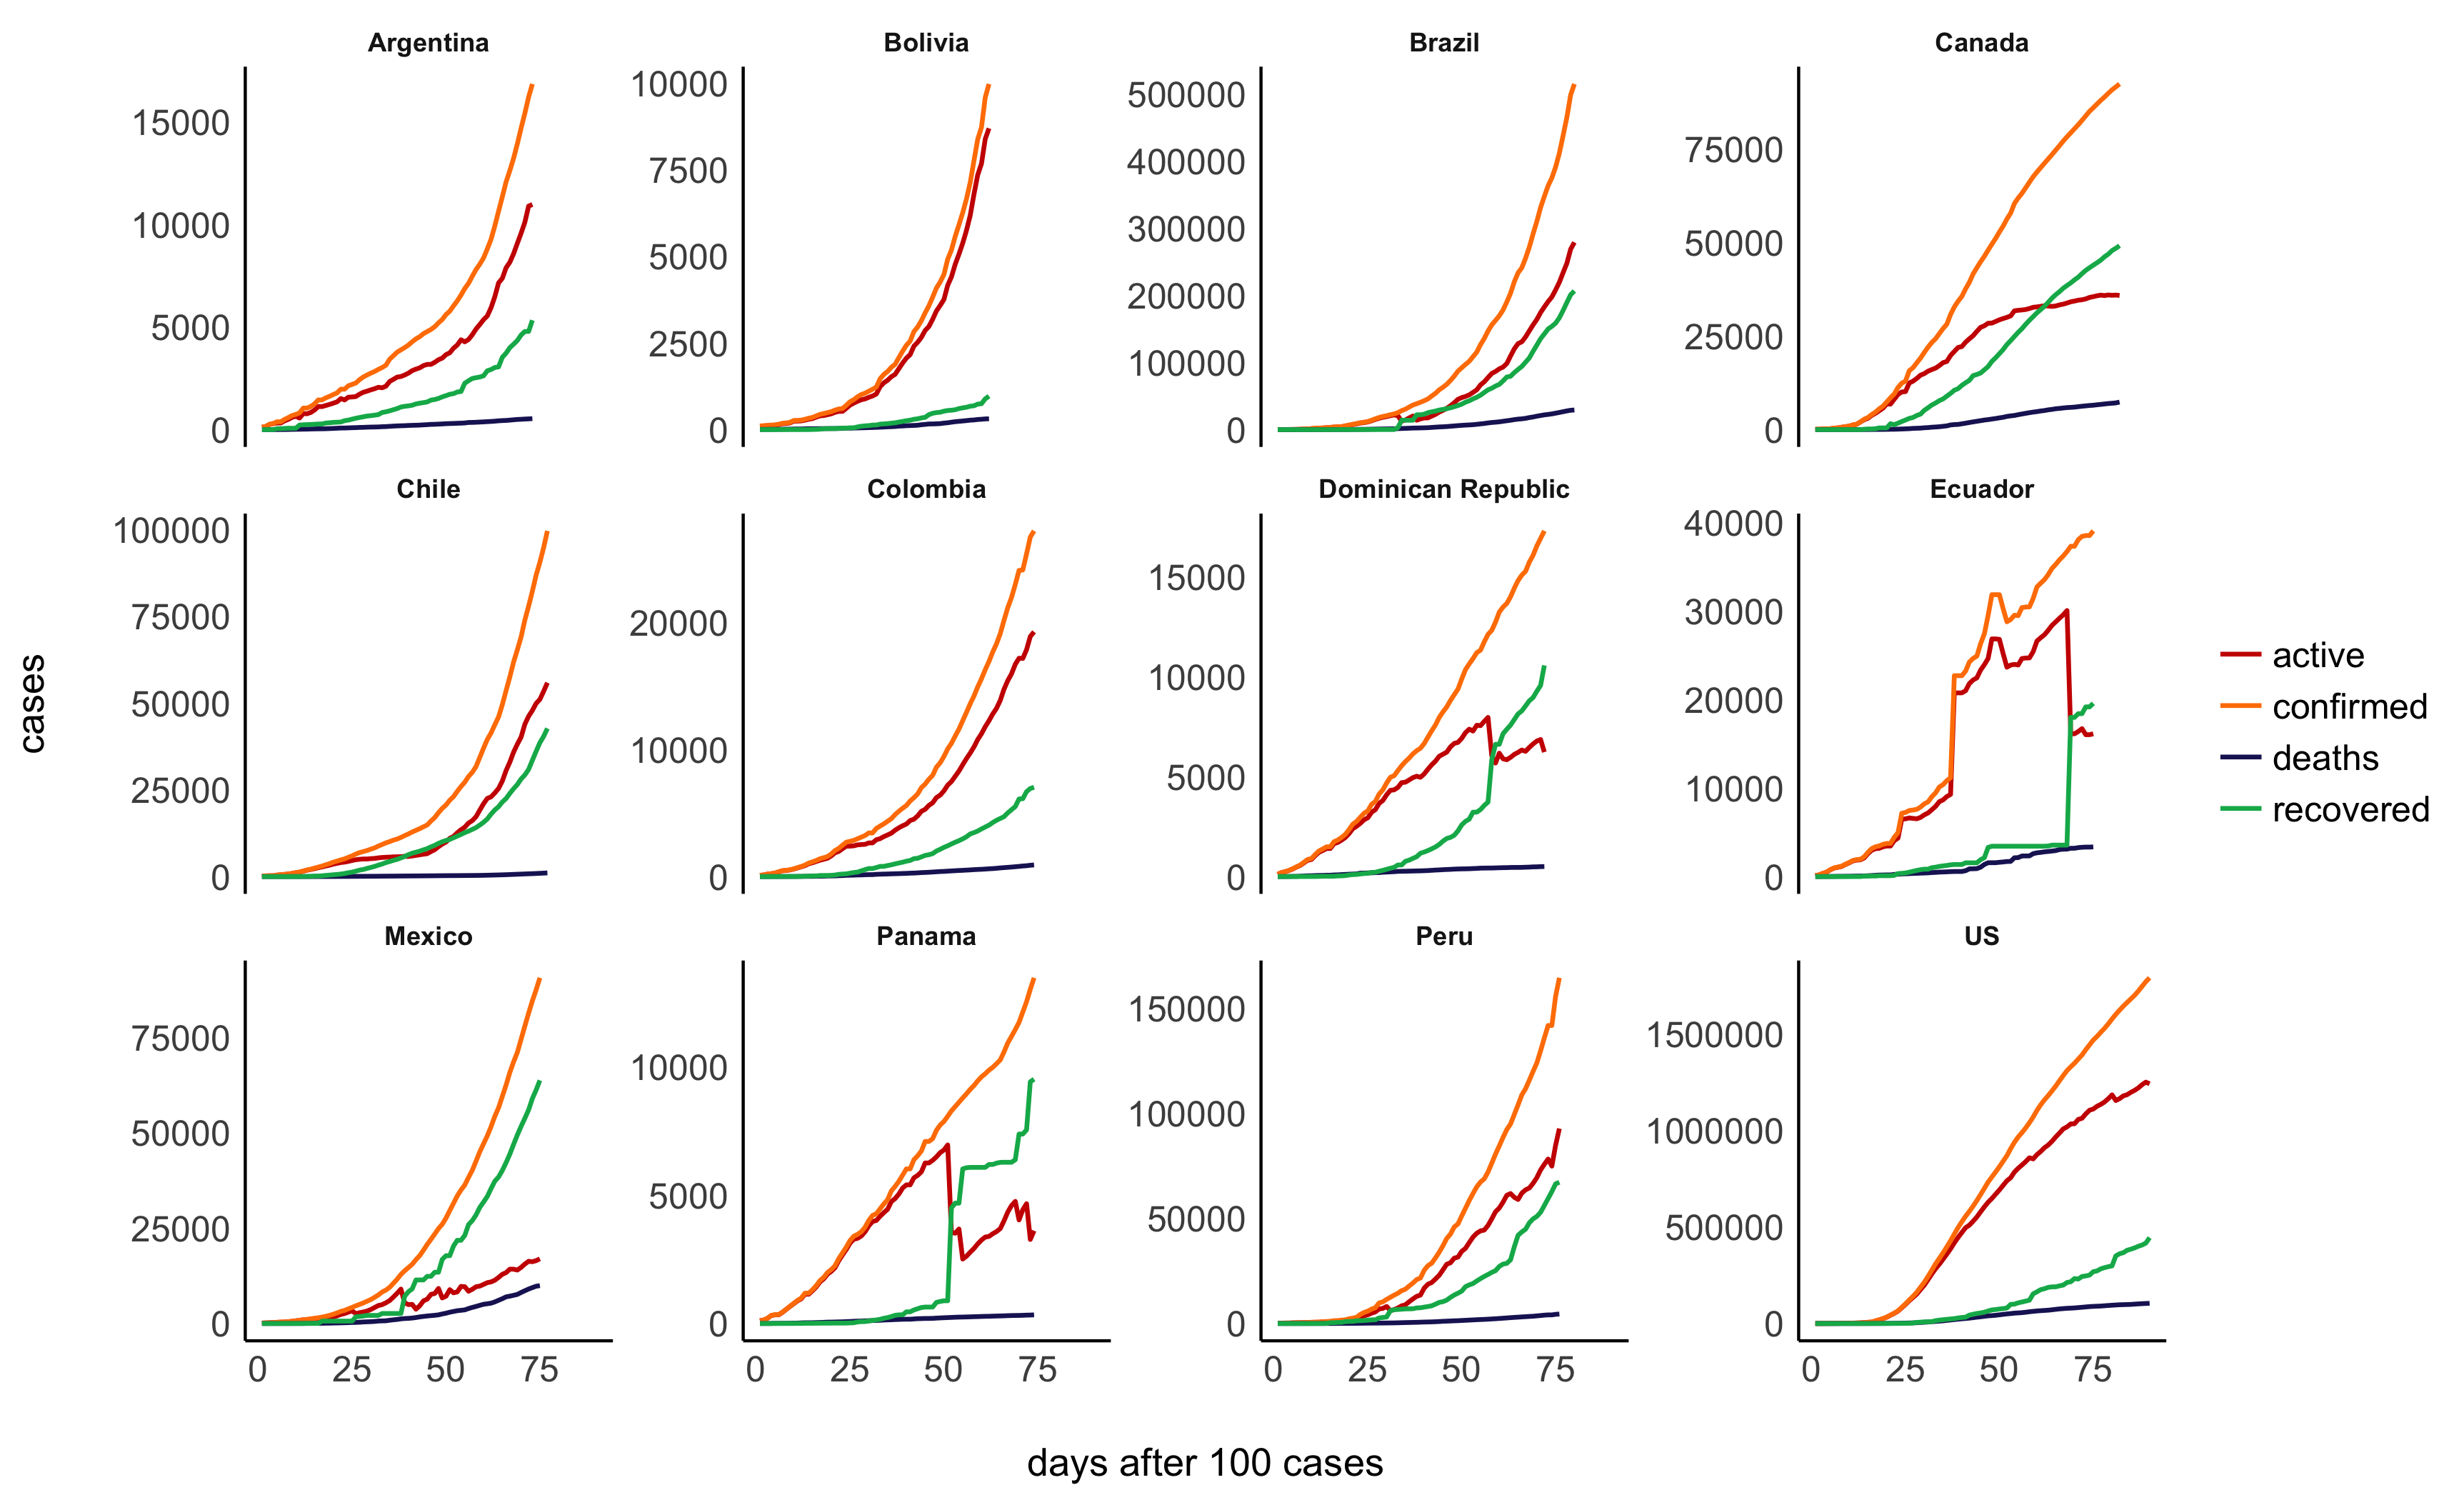 Argentina Bolivia Brazil Canada
15000 10000 500000 75000
10000 7500 400000 50000
5000 5000 300000 25000
0 2500 200000 0
0 100000
0
Chile Colombia Dominican Republic Ecuador
100000 20000 15000 40000
75000 10000 10000 30000
50000 0 5000 20000
25000 0 10000
0 0
cases
active
confirmed
deaths
recovered
Mexico Panama Peru US
75000 10000 150000 1500000
50000 5000 100000 1000000
25000 0 50000 500000
0 0 0
0 25 50 75 0 25 50 75 0 25 50 75 0 25 50 75
days after 100 cases